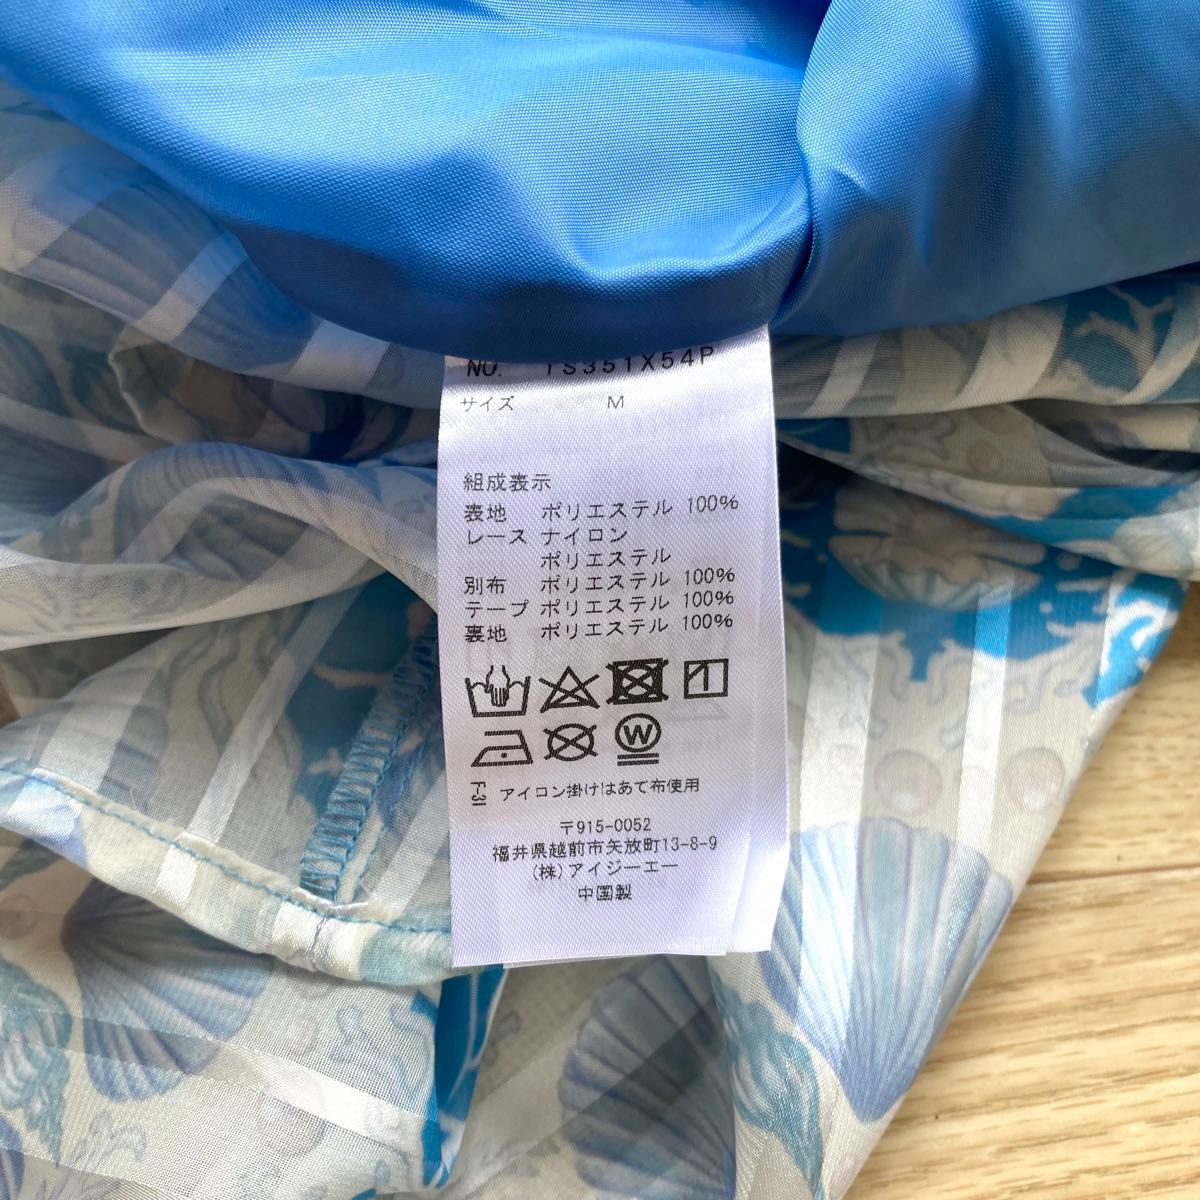 NO. TS351X54P
サイズ M
組成表示
表地 ポリエステル 100%
レース ナイロン
ポリエステル
別布 ポリエステル 100%
テープ ポリエステル 100%
裏地 ポリエステル 100%
W
F-3 アイロン掛けはあて布使用
〒915-0052
福井県越前市矢放町13-8-9
(株)アイジーエー
中国製